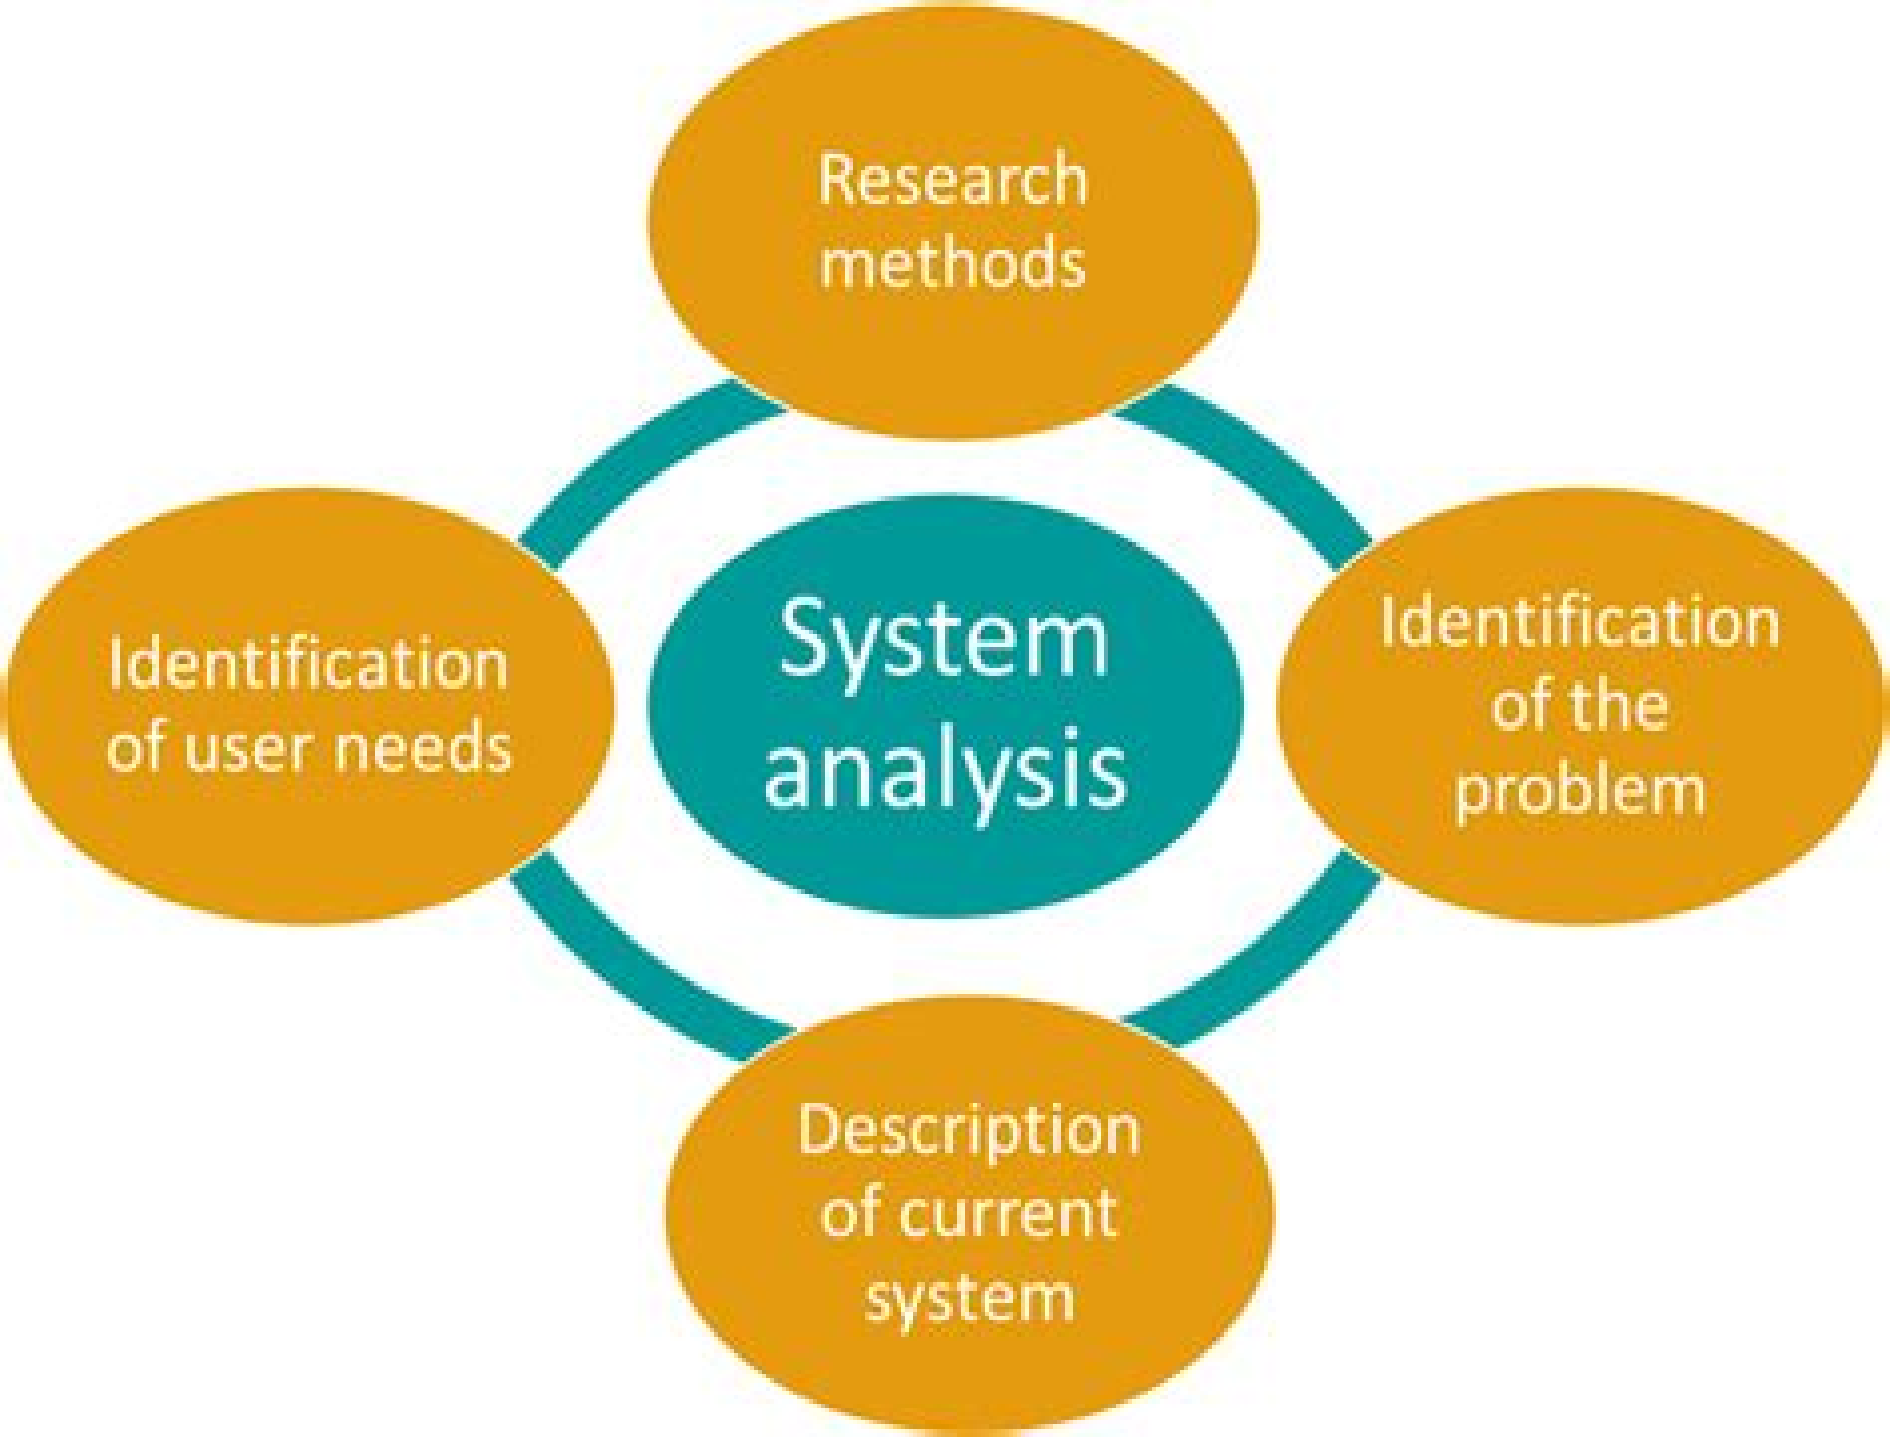 Research
methods
Identification
of user needs
System
analysis
Identification
of the
problem
Description
of current
system